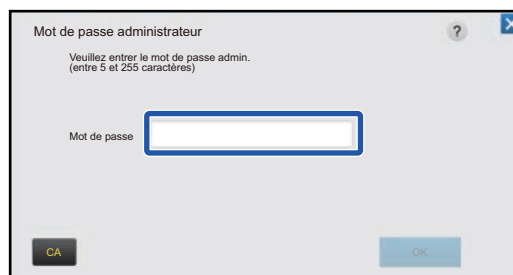 Mot de passe administrateur
?
Veuillez entrer le mot de passe admin.
(entre 5 et 255 caractères)
Mot de passe
CA
OK